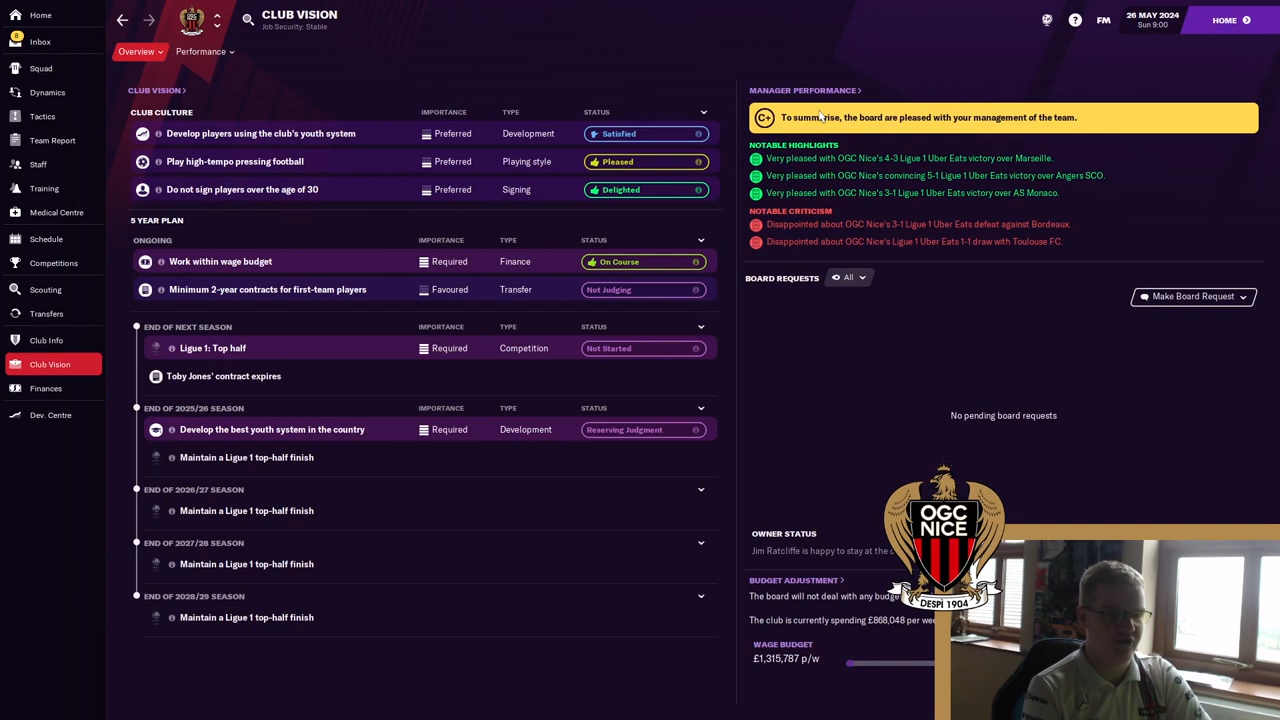 Home
8
Inbox
Squad
Dynamics
Tactics
Team Report
Staff
Training
Medical Centre
Schedule
Competitions
Scouting
Transfers
Club Info
Club Vision
Finances
Dev. Centre
CLUB VISION
Job Security: Stable
?
FM
26 MAY 2024
Sun 9:00
HOME
Overview
Performance
CLUB VISION
CLUB CULTURE IMPORTANCE TYPE STATUS
Develop players using the club's youth system Preferred Development Satisfied
Play high-tempo pressing football Preferred Playing style Pleased
Do not sign players over the age of 30 Preferred Signing Delighted
5 YEAR PLAN
ONGOING IMPORTANCE TYPE STATUS
Work within wage budget Required Finance On Course
Minimum 2-year contracts for first-team players Favoured Transfer Not Judging
END OF NEXT SEASON IMPORTANCE TYPE STATUS
Ligue 1: Top half Required Competition Not Started
Toby Jones' contract expires
END OF 2025/26 SEASON IMPORTANCE TYPE STATUS
Develop the best youth system in the country Required Development Reserving Judgment
Maintain a Ligue 1 top-half finish
END OF 2026/27 SEASON
Maintain a Ligue 1 top-half finish
END OF 2027/28 SEASON
Maintain a Ligue 1 top-half finish
END OF 2028/29 SEASON
Maintain a Ligue 1 top-half finish
MANAGER PERFORMANCE
C+ To summarise, the board are pleased with your management of the team.
NOTABLE HIGHLIGHTS
Very pleased with OGC Nice's 4-3 Ligue 1 Uber Eats victory over Marseille.
Very pleased with OGC Nice's convincing 5-1 Ligue 1 Uber Eats victory over Angers SCO.
Very pleased with OGC Nice's 3-1 Ligue 1 Uber Eats victory over AS Monaco.
NOTABLE CRITICISM
Disappointed about OGC Nice's 3-1 Ligue 1 Uber Eats defeat against Bordeaux.
Disappointed about OGC Nice's Ligue 1 Uber Eats 1-1 draw with Toulouse FC.
BOARD REQUESTS All
Make Board Request
No pending board requests
OWNER STATUS
Jim Ratcliffe is happy to stay at the c
BUDGET ADJUSTMENT
The board will not deal with any budge
The club is currently spending £868,048 per we
WAGE BUDGET
£1,315,787 p/w
OGC
NICE
DESPI 1904